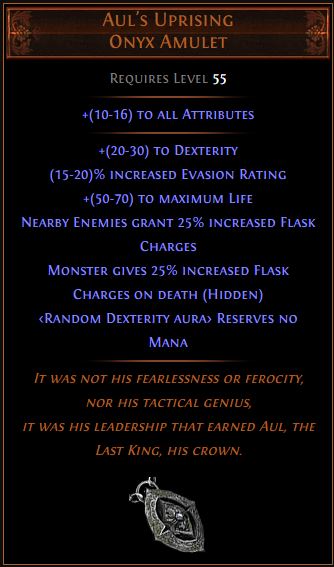 Aul's Uprising
Onyx Amulet
Requires Level 55
+(10-16) to all Attributes
+(20-30) to Dexterity
(15-20)% increased Evasion Rating
+(50-70) to maximum Life
Nearby Enemies grant 25% increased Flask
Charges
Monster gives 25% increased Flask
Charges on death (Hidden)
<Random Dexterity aura> Reserves no
Mana
It was not his fearlessness or ferocity,
nor his tactical genius,
it was his leadership that earned Aul, the
Last King, his crown.